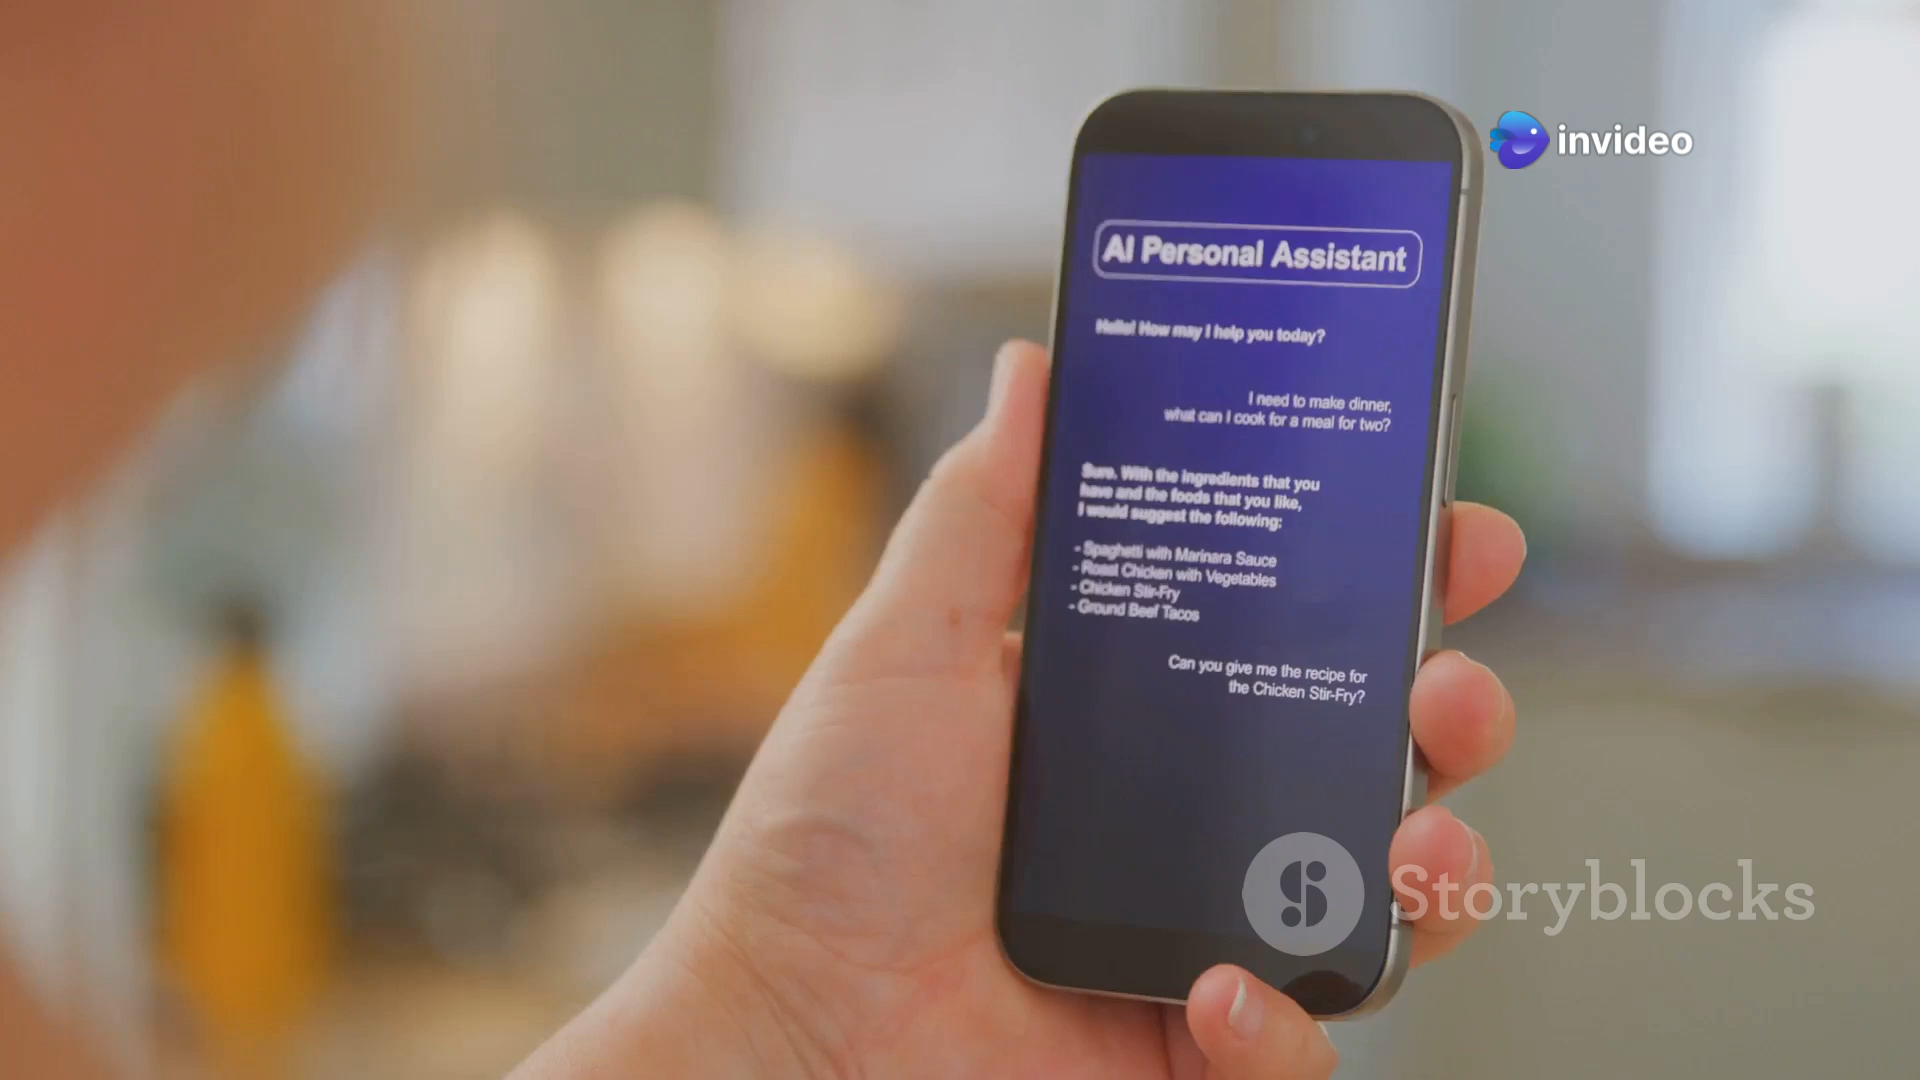 invideo
AI Personal Assistant
Hello! How may I help you today?
I need to make dinner,
what can I cook for a meal for two?
Sure. With the ingredients that you
have and the foods that you like,
I would suggest the following:
- Spaghetti with Marinara Sauce
- Roast Chicken with Vegetables
- Chicken Stir-Fry
- Ground Beef Tacos
Can you give me the recipe for
the Chicken Stir-Fry?
Storyblocks